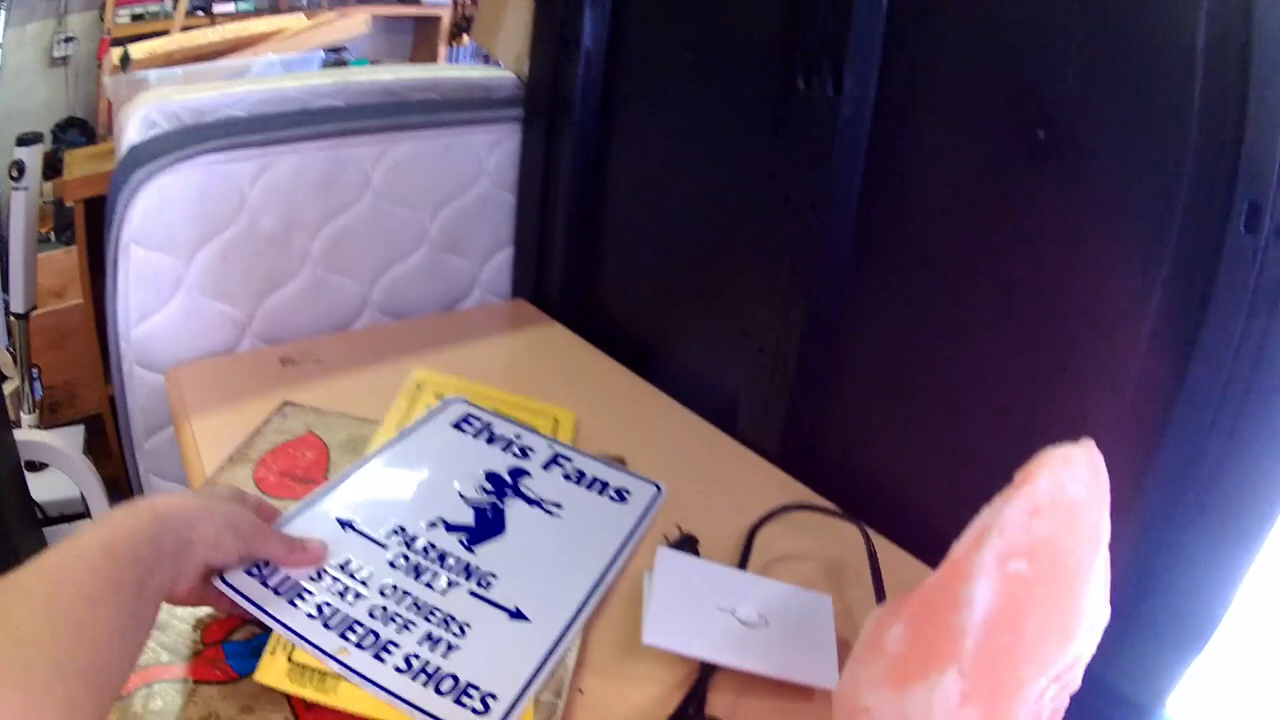 Elvis Fans
PARKING
ONLY
ALL OTHERS
STAY OFF MY
BLUE SUEDE SHOES